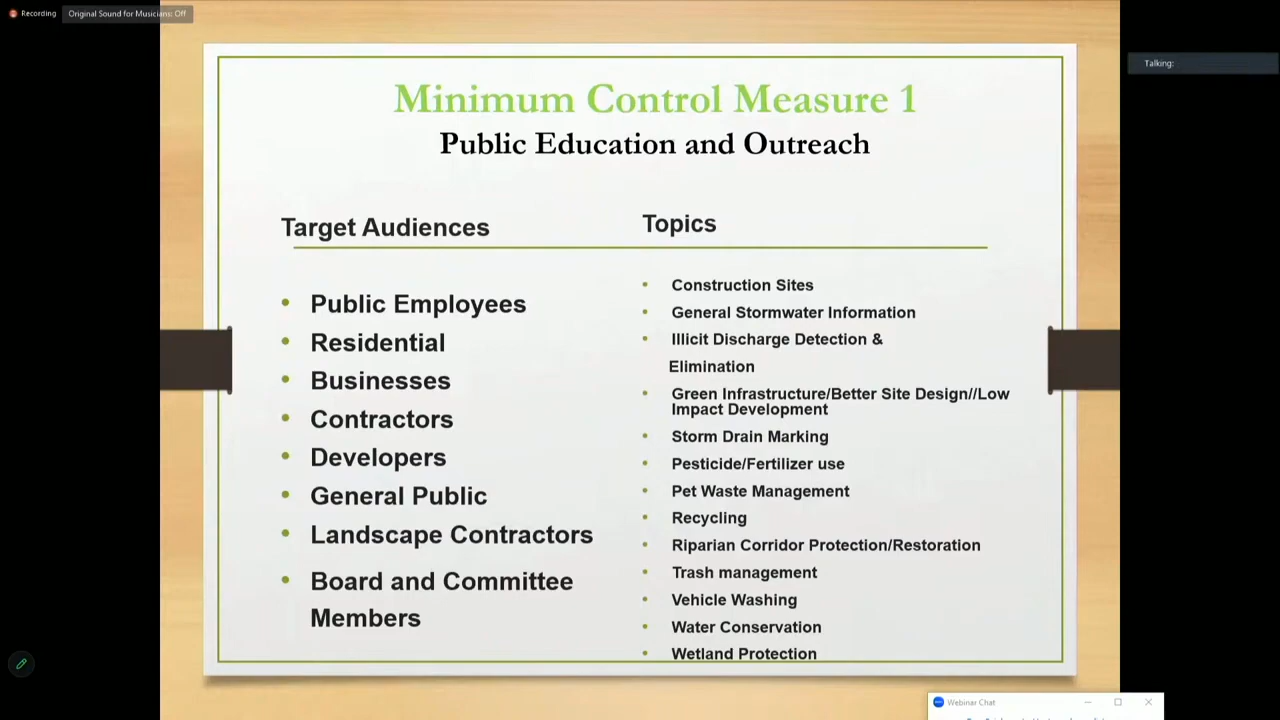 Recording
Original Sound for Musicians: Off
Talking:
Minimum Control Measure 1
Public Education and Outreach
Target Audiences
• Public Employees
• Residential
• Businesses
• Contractors
• Developers
• General Public
• Landscape Contractors
• Board and Committee
Members
Topics
• Construction Sites
• General Stormwater Information
• Illicit Discharge Detection &
Elimination
• Green Infrastructure/Better Site Design//Low
Impact Development
• Storm Drain Marking
• Pesticide/Fertilizer use
• Pet Waste Management
• Recycling
• Riparian Corridor Protection/Restoration
• Trash management
• Vehicle Washing
• Water Conservation
• Wetland Protection
Webinar Chat